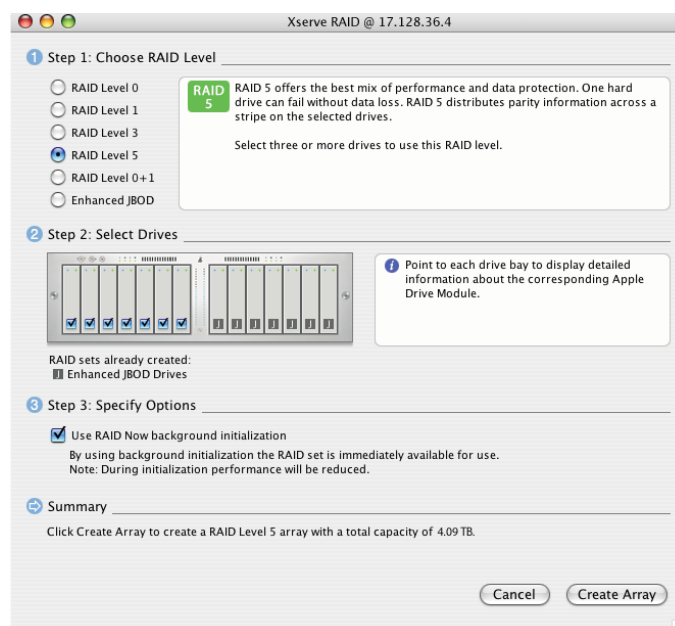 Xserve RAID @ 17.128.36.4
1 Step 1: Choose RAID Level
RAID Level 0
RAID Level 1
RAID Level 3
RAID Level 5
RAID Level 0+1
Enhanced JBOD
RAID
5
RAID 5 offers the best mix of performance and data protection. One hard
drive can fail without data loss. RAID 5 distributes parity information across a
stripe on the selected drives.
Select three or more drives to use this RAID level.
2 Step 2: Select Drives
J J J J J J J
i Point to each drive bay to display detailed
information about the corresponding Apple
Drive Module.
RAID sets already created:
J Enhanced JBOD Drives
3 Step 3: Specify Options
Use RAID Now background initialization
By using background initialization the RAID set is immediately available for use.
Note: During initialization performance will be reduced.
Summary
Click Create Array to create a RAID Level 5 array with a total capacity of 4.09 TB.
Cancel
Create Array